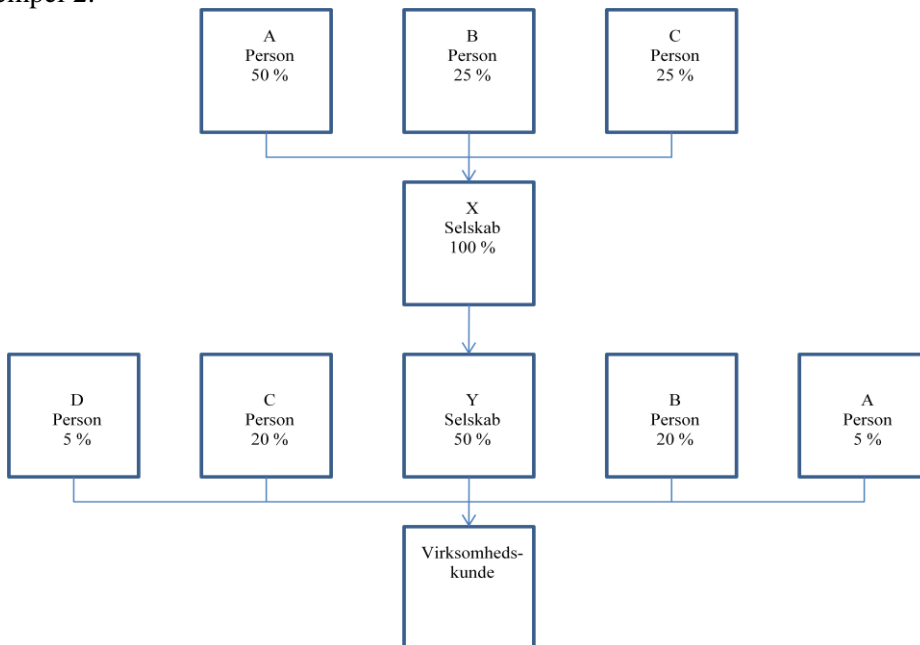 A
Person
50 %
B
Person
25 %
C
Person
25 %
X
Selskab
100 %
D
Person
5 %
C
Person
20 %
Y
Selskab
50 %
B
Person
20 %
A
Person
5 %
Virksomheds-
kunde